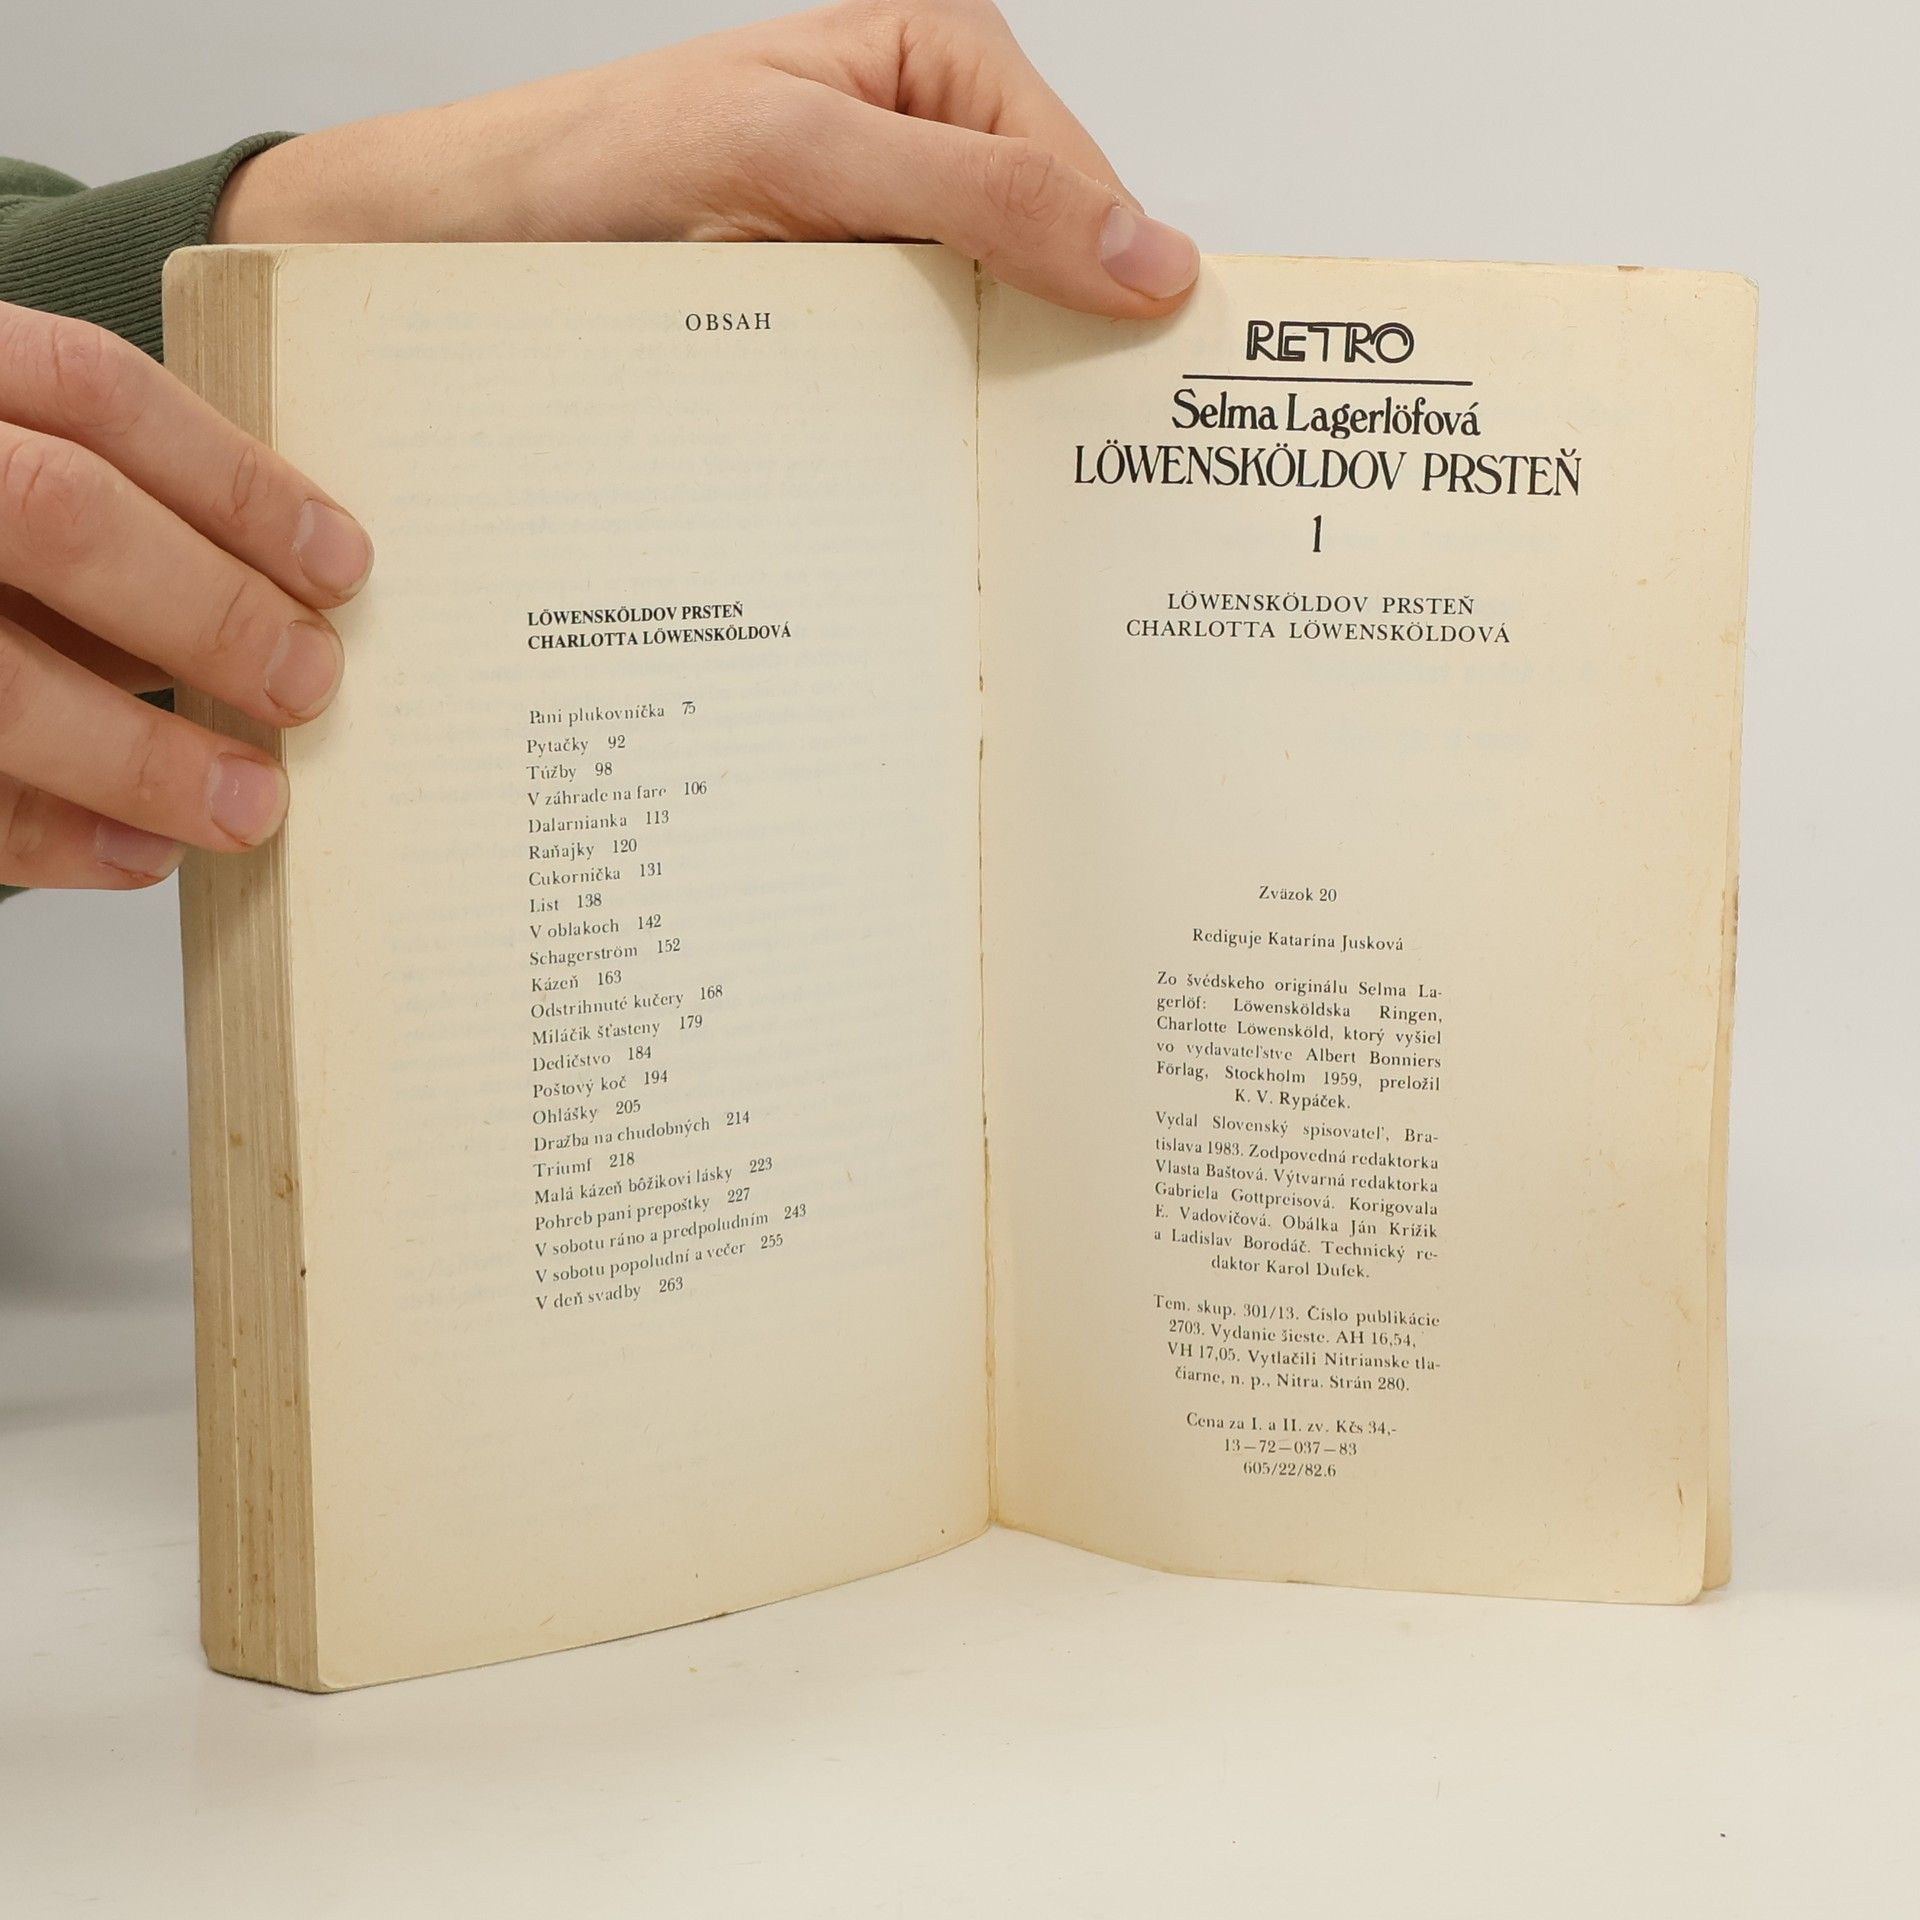 OBSAH
LÖWENSKÖLDOV PRSTEŇ
CHARLOTTA LÖWENSKÖLDOVÁ
Pani plukovníčka 75
Pytačky 92
Túžby 98
V záhrade na fare 106
Dalarnianka 113
Raňajky 120
Cukornička 131
List 138
V oblakoch 142
Schagerström 152
Kázeň 163
Odstrihnuté kučery 168
Miláčik šťasteny 179
Dedičstvo 184
Poštový koč 194
Ohlášky 205
Dražba na chudobných 214
Triumf 218
Malá kázeň bôžikovi lásky 223
Pohreb pani prepoštky 227
V sobotu ráno a predpoludním 243
V sobotu popoludní a večer 255
V deň svadby 263
RETRO
Selma Lagerlöfová
LÖWENSKÖLDOV PRSTEŇ
1
LÖWENSKÖLDOV PRSTEŇ
CHARLOTTA LÖWENSKÖLDOVÁ
Zväzok 20
Rediguje Katarína Jusková
Zo švédskeho originálu Selma La-
gerlöf: Löwensköldska Ringen,
Charlotte Löwensköld, ktorý vyšiel
vo vydavateľstve Albert Bonniers
Förlag, Stockholm 1959, preložil
K. V. Rypáček.
Vydal Slovenský spisovateľ, Bra-
tislava 1983. Zodpovedná redaktorka
Vlasta Baštová. Výtvarná redaktorka
Gabriela Gottpreisová. Korigovala
E. Vadovičová. Obálka Ján Krížik
a Ladislav Borodáč. Technický re-
daktor Karol Dufek.
Tem. skup. 301/13. Číslo publikácie
2703. Vydanie šieste. AH 16,54,
VH 17,05. Vytlačili Nitrianske tla-
čiarne, n. p., Nitra. Strán 280.
Cena za I. a II. zv. Kčs 34,-
13–72–037–83
605/22/82.6